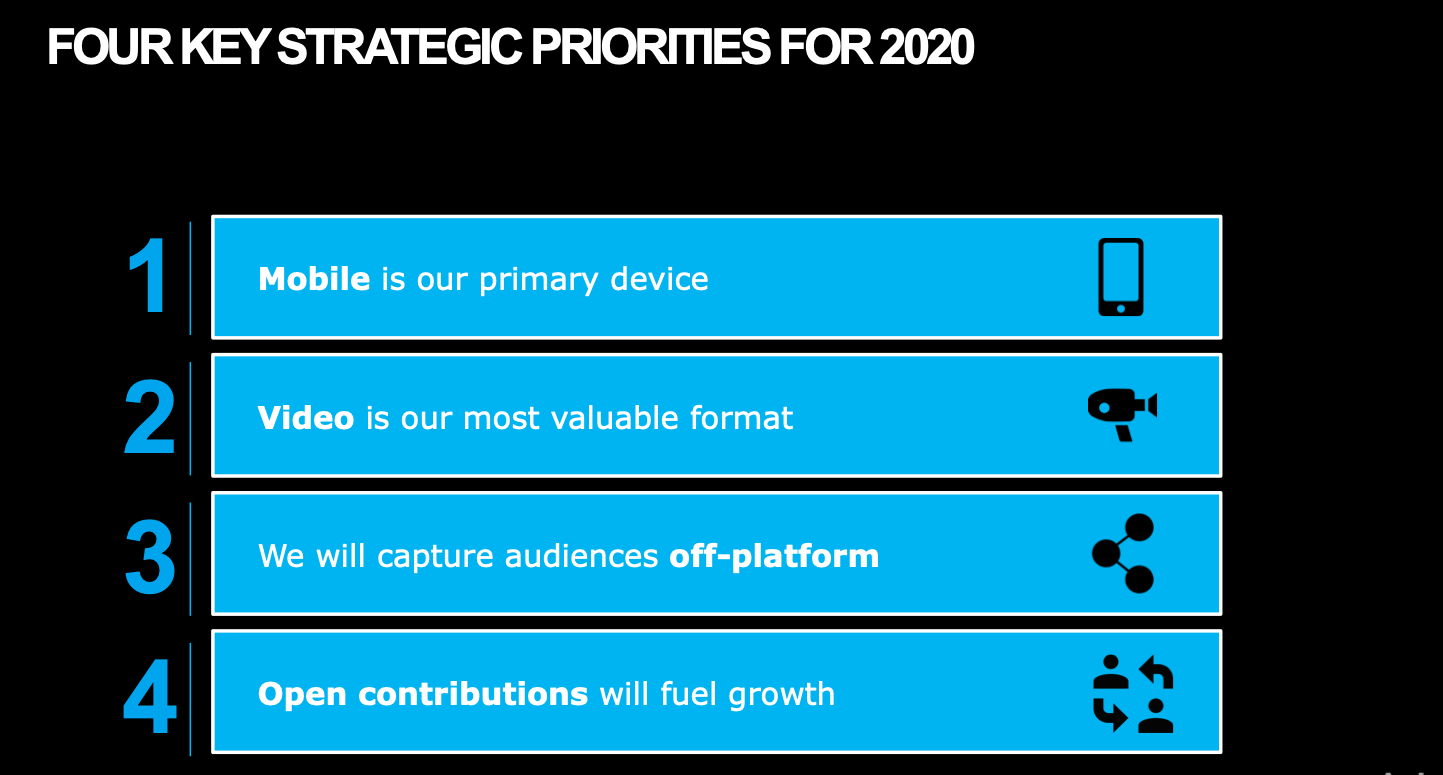 FOUR KEY STRATEGIC PRIORITIES FOR 2020
1
Mobile is our primary device
2
Video is our most valuable format
3
We will capture audiences off-platform
4
Open contributions will fuel growth